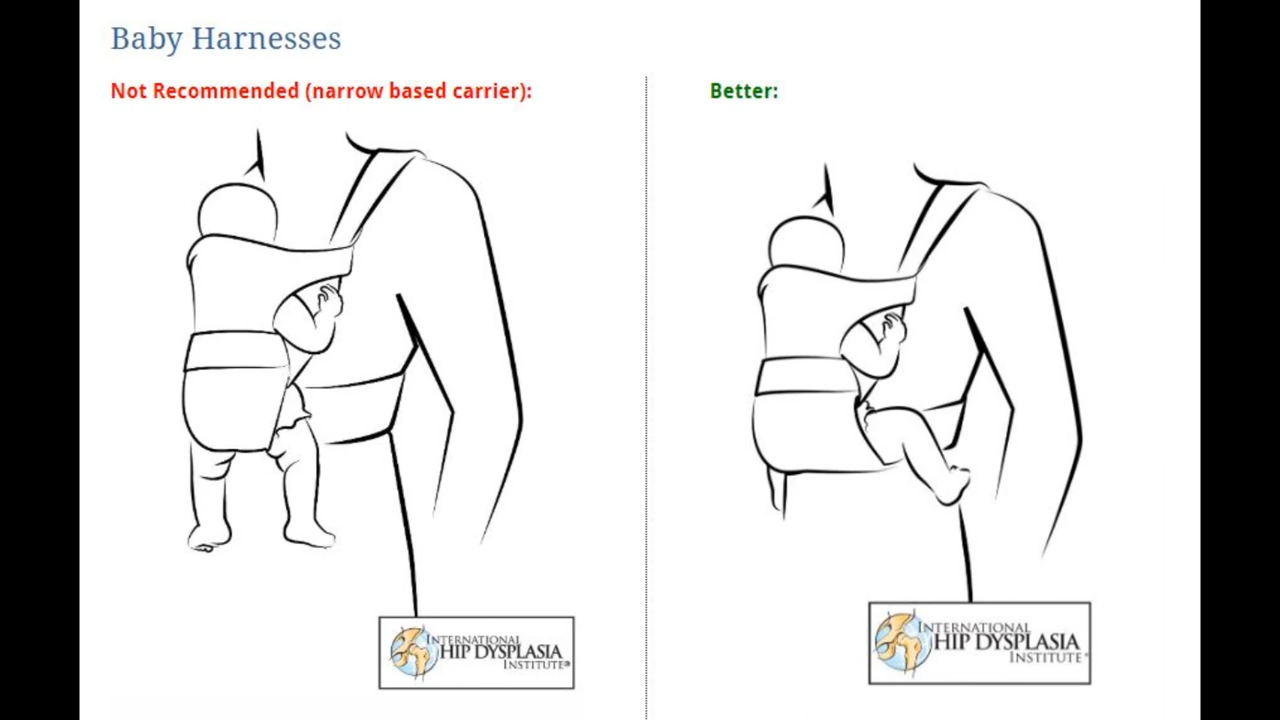 Baby Harnesses
Not Recommended (narrow based carrier):
Better:
INTERNATIONAL
HIP DYSPLASIA
INSTITUTE®
INTERNATIONAL
HIP DYSPLASIA
INSTITUTE®